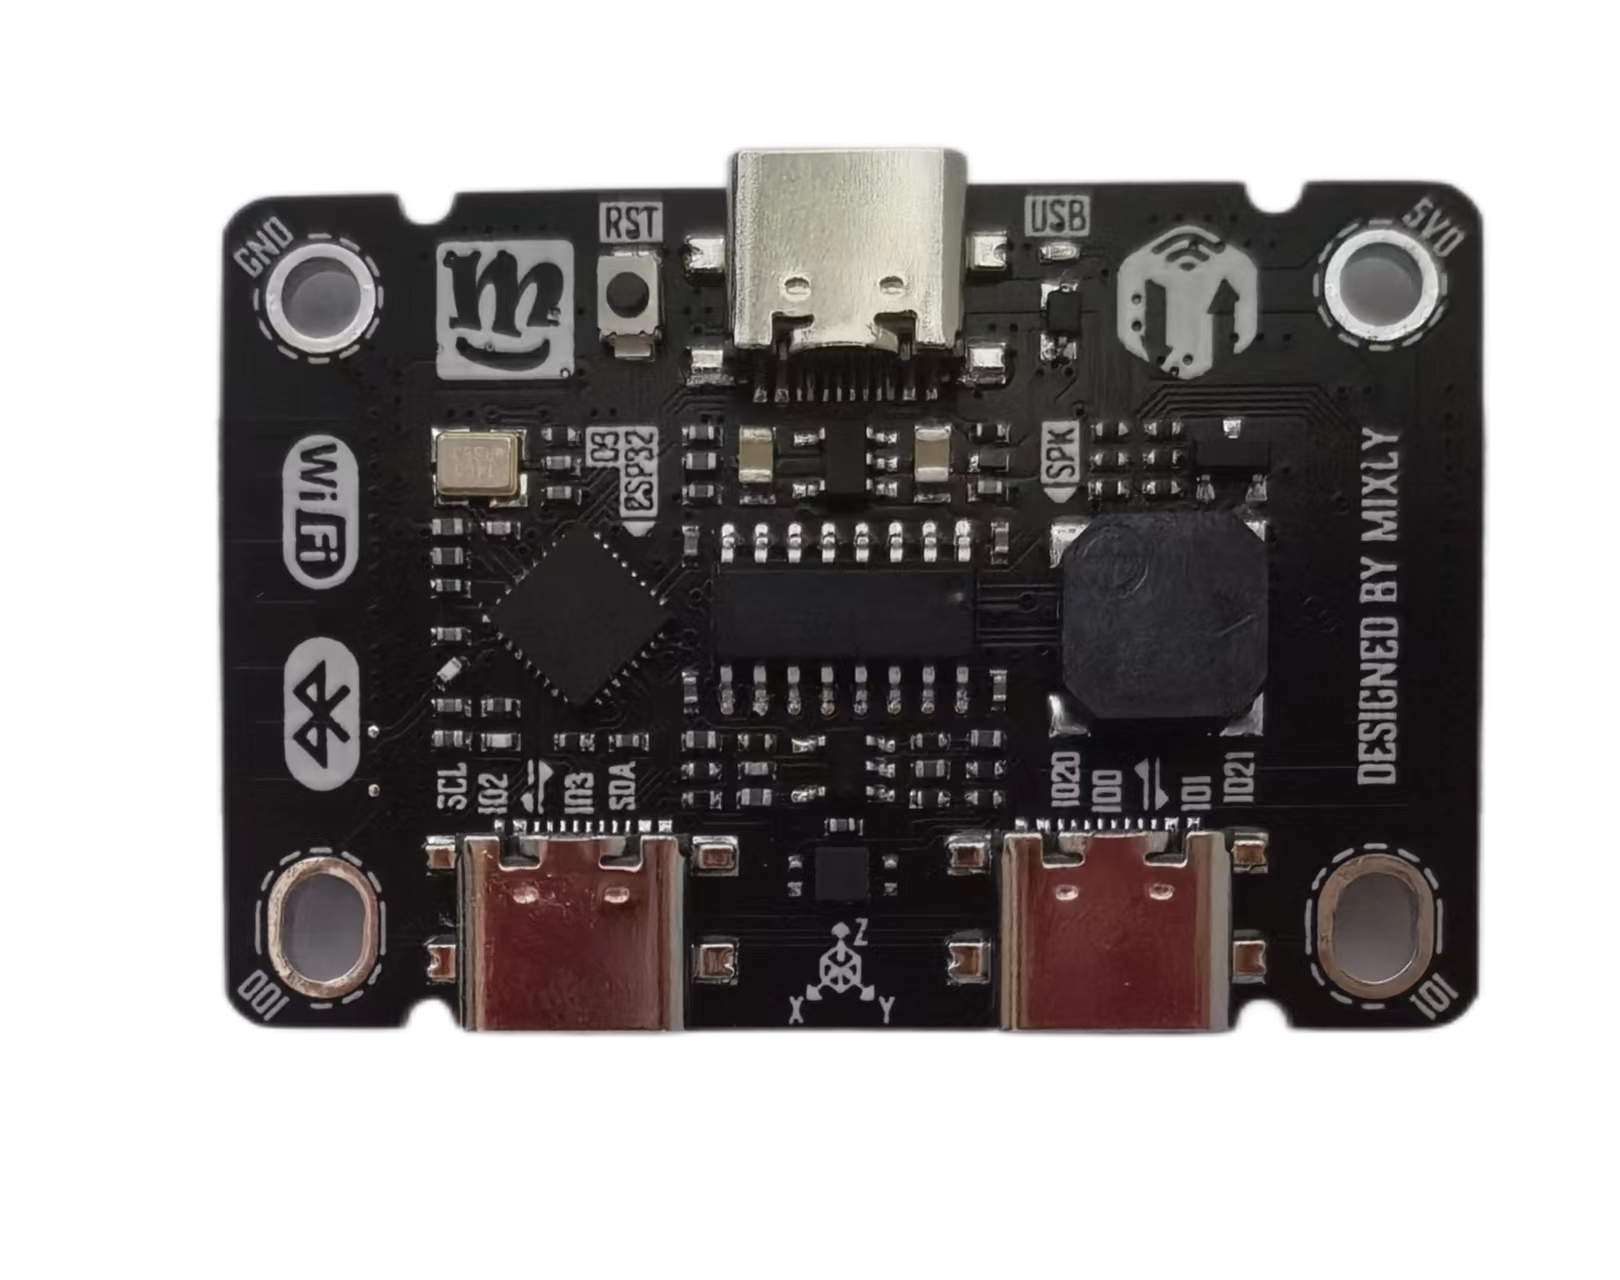 GND
RST
USB
5V0
m
C3
ESP32
SPK
WiFi
DESIGNED BY MIXLY
SCL
IO2
IO3
SDA
IO20
IO0
IO1
IO21
Z
X
Y
IO0
IO1